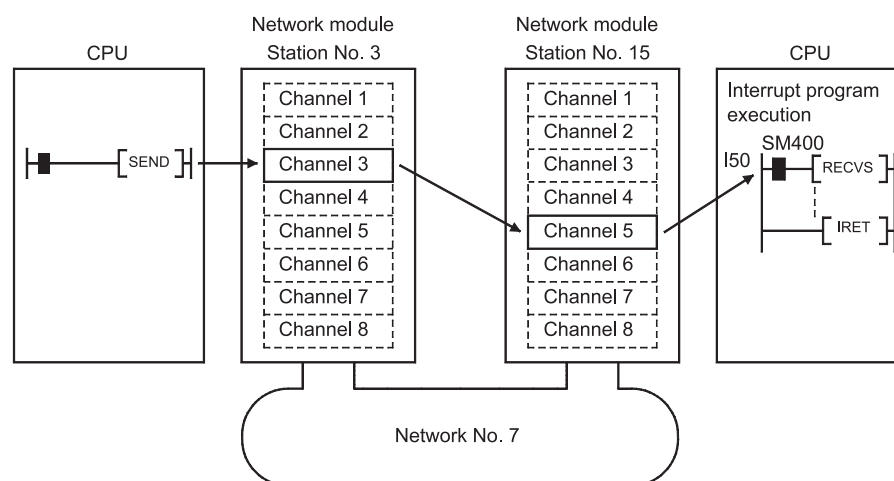 CPU
Network module
Station No. 3
Network module
Station No. 15
CPU
SEND
Channel 1
Channel 2
Channel 3
Channel 4
Channel 5
Channel 6
Channel 7
Channel 8
Channel 1
Channel 2
Channel 3
Channel 4
Channel 5
Channel 6
Channel 7
Channel 8
Interrupt program
execution
SM400
I50
RECVS
IRET
Network No. 7